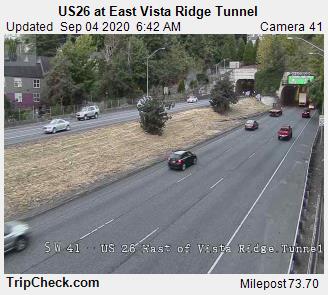 US26 at East Vista Ridge Tunnel
Updated Sep 04 2020 6:42 AM Camera 41
SW 41 - US 26 East of Vista Ridge Tunnel
TripCheck.com Milepost 73.70